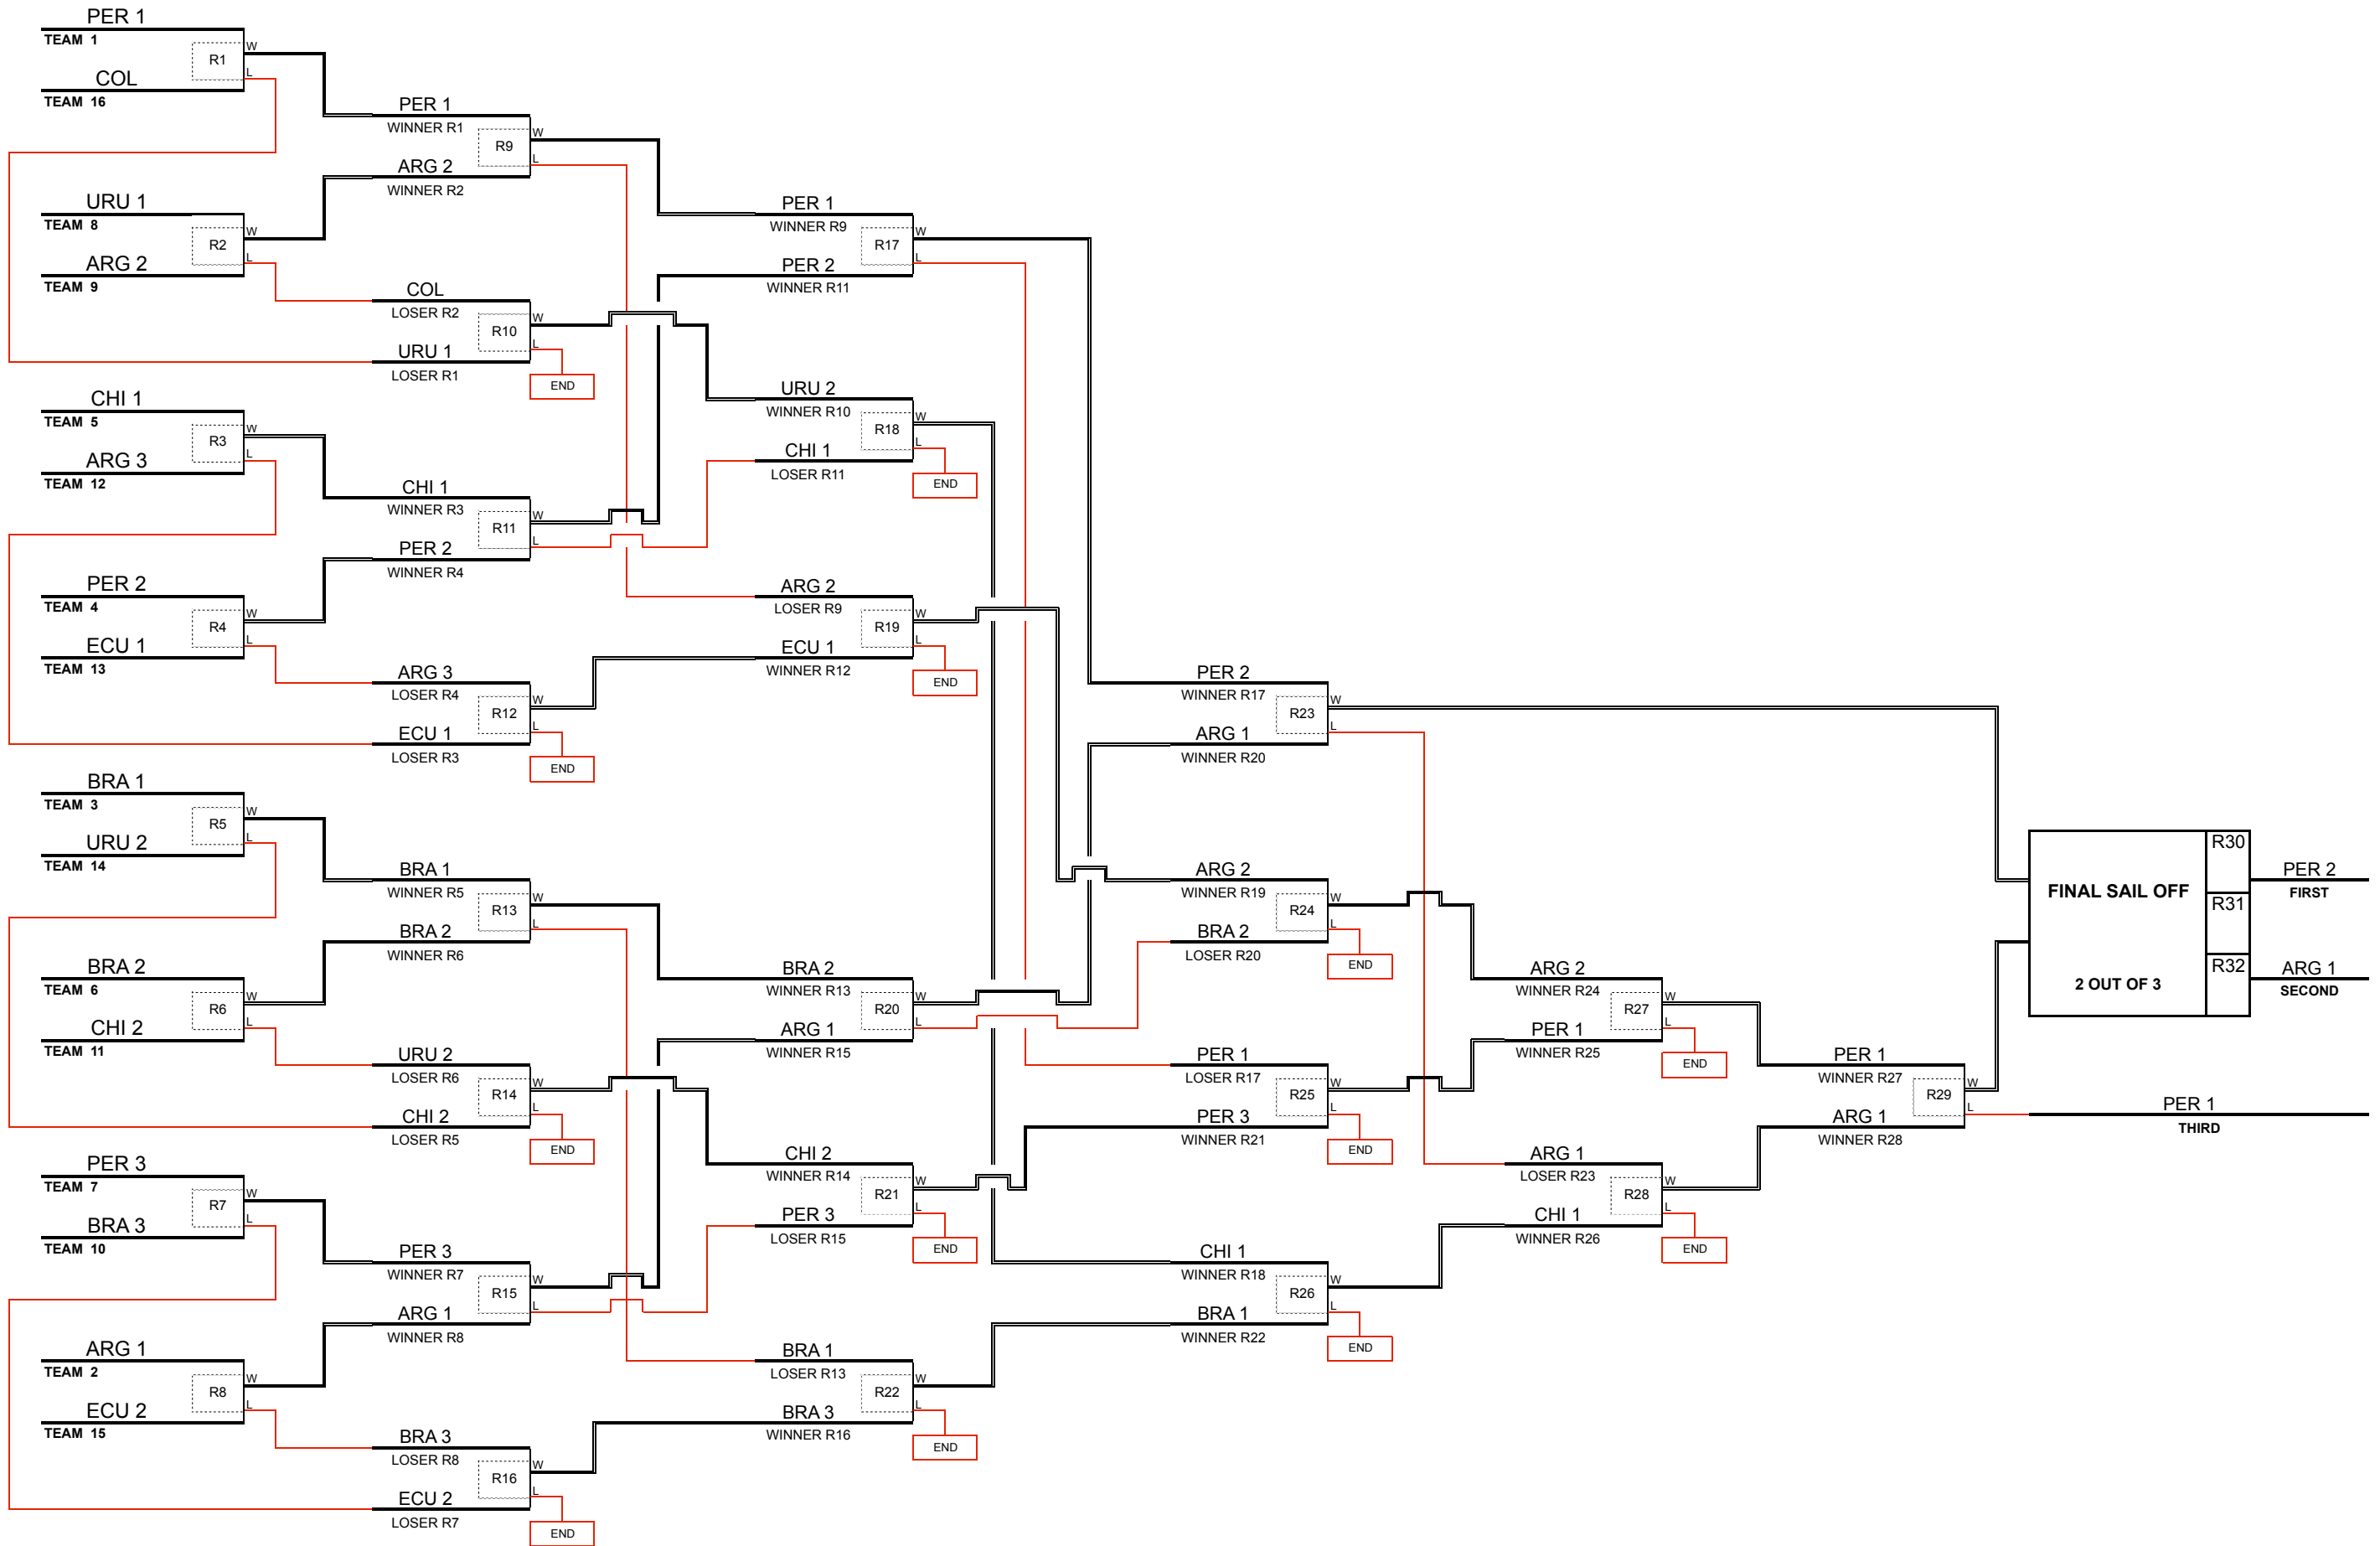 PER 1
TEAM 1
R1
W
L
COL
TEAM 16
URU 1
TEAM 8
R2
W
L
ARG 2
TEAM 9
CHI 1
TEAM 5
R3
W
L
ARG 3
TEAM 12
PER 2
TEAM 4
R4
W
L
ECU 1
TEAM 13
BRA 1
TEAM 3
R5
W
L
URU 2
TEAM 14
BRA 2
TEAM 6
R6
W
L
CHI 2
TEAM 11
PER 3
TEAM 7
R7
W
L
BRA 3
TEAM 10
ARG 1
TEAM 2
R8
W
L
ECU 2
TEAM 15
PER 1
WINNER R1
R9
W
L
ARG 2
WINNER R2
COL
LOSER R2
R10
W
L
URU 1
LOSER R1
END
CHI 1
WINNER R3
R11
W
L
PER 2
WINNER R4
ARG 3
LOSER R4
R12
W
L
ECU 1
LOSER R3
END
BRA 1
WINNER R5
R13
W
L
BRA 2
WINNER R6
URU 2
LOSER R6
R14
W
L
CHI 2
LOSER R5
END
PER 3
WINNER R7
R15
W
L
ARG 1
WINNER R8
BRA 3
LOSER R8
R16
W
L
ECU 2
LOSER R7
END
PER 1
WINNER R9
R17
W
L
PER 2
WINNER R11
URU 2
WINNER R10
R18
W
L
CHI 1
LOSER R11
END
ARG 2
LOSER R9
R19
W
L
ECU 1
WINNER R12
END
BRA 2
WINNER R13
R20
W
L
ARG 1
WINNER R15
CHI 2
WINNER R14
R21
W
L
PER 3
LOSER R15
END
BRA 1
LOSER R13
R22
W
L
BRA 3
WINNER R16
END
PER 2
WINNER R17
R23
W
L
ARG 1
WINNER R20
ARG 2
WINNER R19
R24
W
L
BRA 2
LOSER R20
END
PER 1
LOSER R17
R25
W
L
PER 3
WINNER R21
END
CHI 1
WINNER R18
R26
W
L
BRA 1
WINNER R22
END
ARG 2
WINNER R24
R27
W
L
PER 1
WINNER R25
END
ARG 1
LOSER R23
R28
W
L
CHI 1
WINNER R26
END
PER 1
WINNER R27
R29
W
L
ARG 1
WINNER R28
FINAL SAIL OFF
2 OUT OF 3
R30
R31
R32
PER 2
FIRST
ARG 1
SECOND
PER 1
THIRD